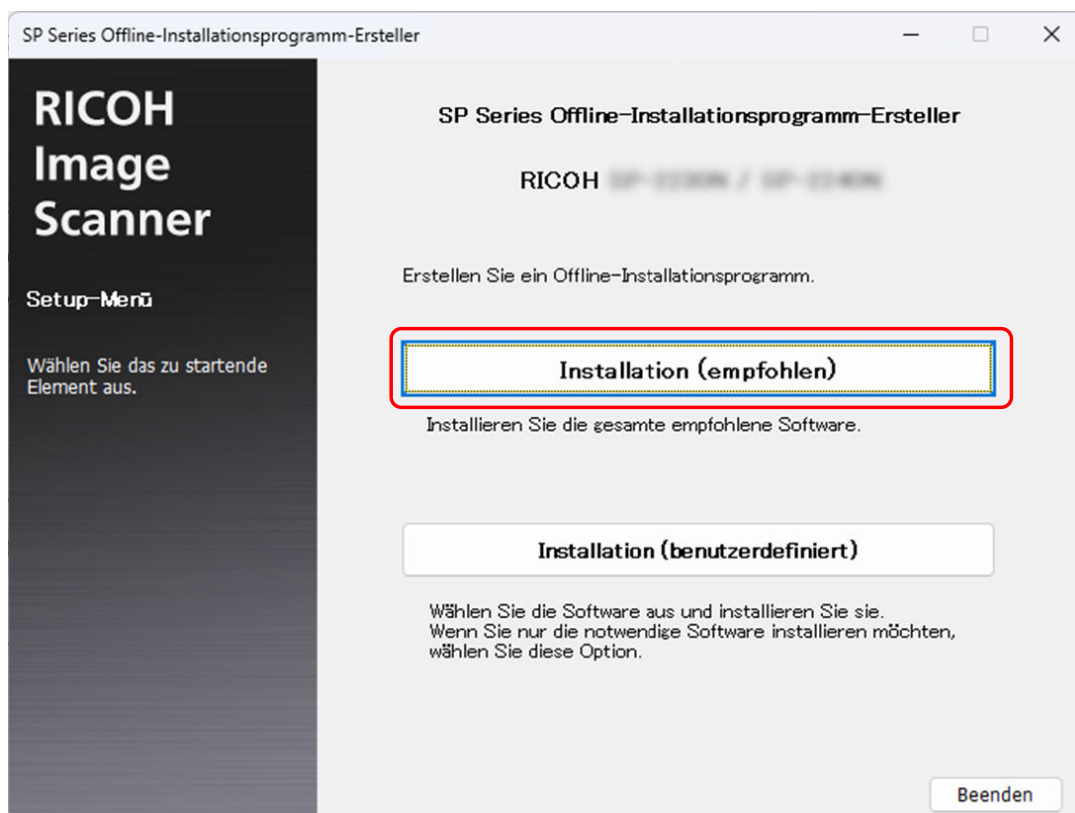 SP Series Offline-Installationsprogramm-Ersteller
RICOH
Image
Scanner
Setup-Menü
Wählen Sie das zu startende
Element aus.
SP Series Offline-Installationsprogramm-Ersteller
RICOH
Erstellen Sie ein Offline-Installationsprogramm.
Installation (empfohlen)
Installieren Sie die gesamte empfohlene Software.
Installation (benutzerdefiniert)
Wählen Sie die Software aus und installieren Sie sie.
Wenn Sie nur die notwendige Software installieren möchten,
wählen Sie diese Option.
Beenden